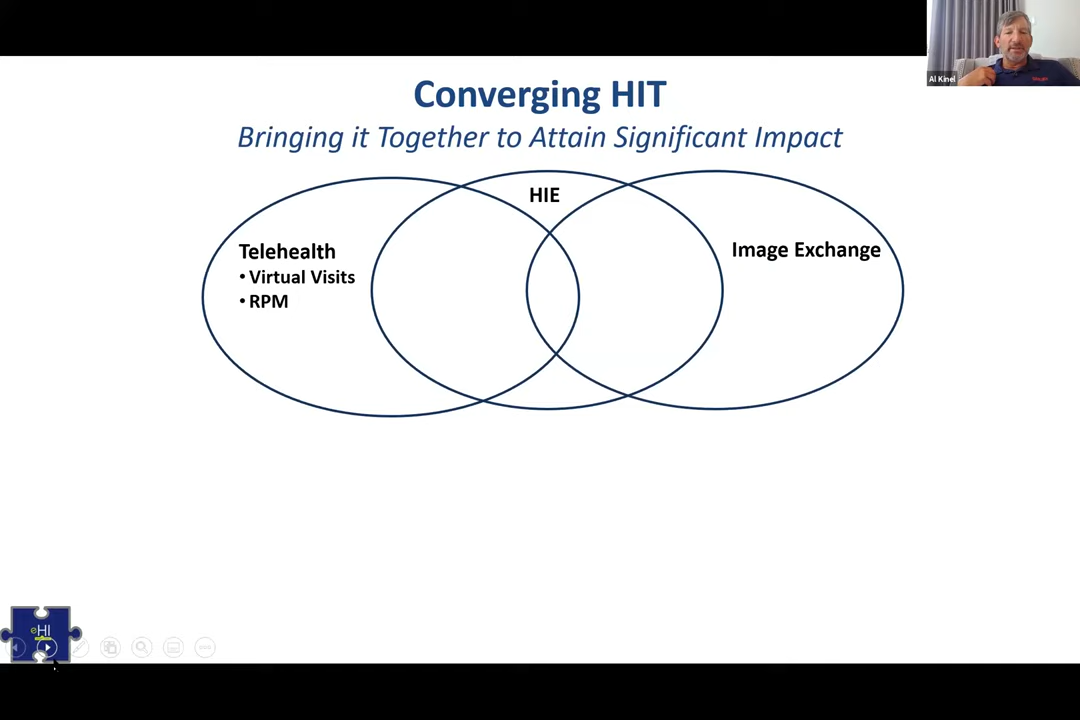 Al Kinel
Converging HIT
Bringing it Together to Attain Significant Impact
HIE
Telehealth
• Virtual Visits
• RPM
Image Exchange
eHI